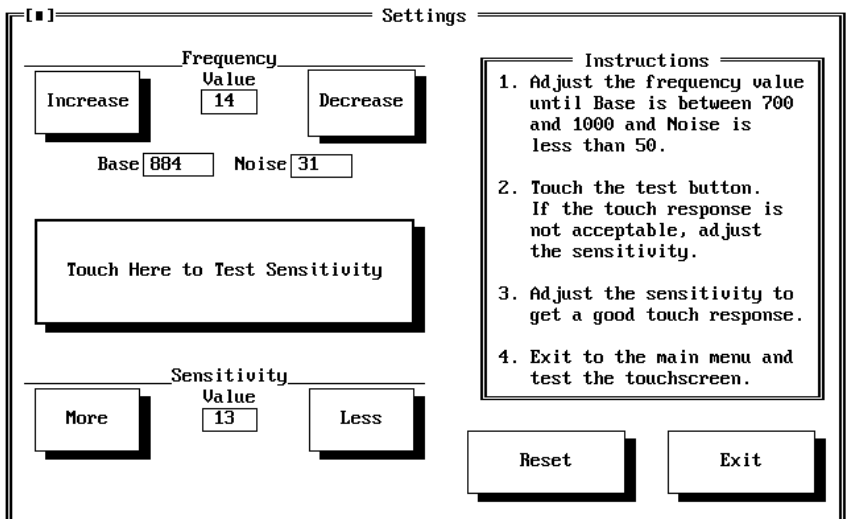 [■] Settings
Frequency
Value
Increase 14 Decrease
Base 884 Noise 31
Touch Here to Test Sensitivity
Sensitivity
Value
More 13 Less
Instructions
1. Adjust the frequency value
until Base is between 700
and 1000 and Noise is
less than 50.
2. Touch the test button.
If the touch response is
not acceptable, adjust
the sensitivity.
3. Adjust the sensitivity to
get a good touch response.
4. Exit to the main menu and
test the touchscreen.
Reset Exit